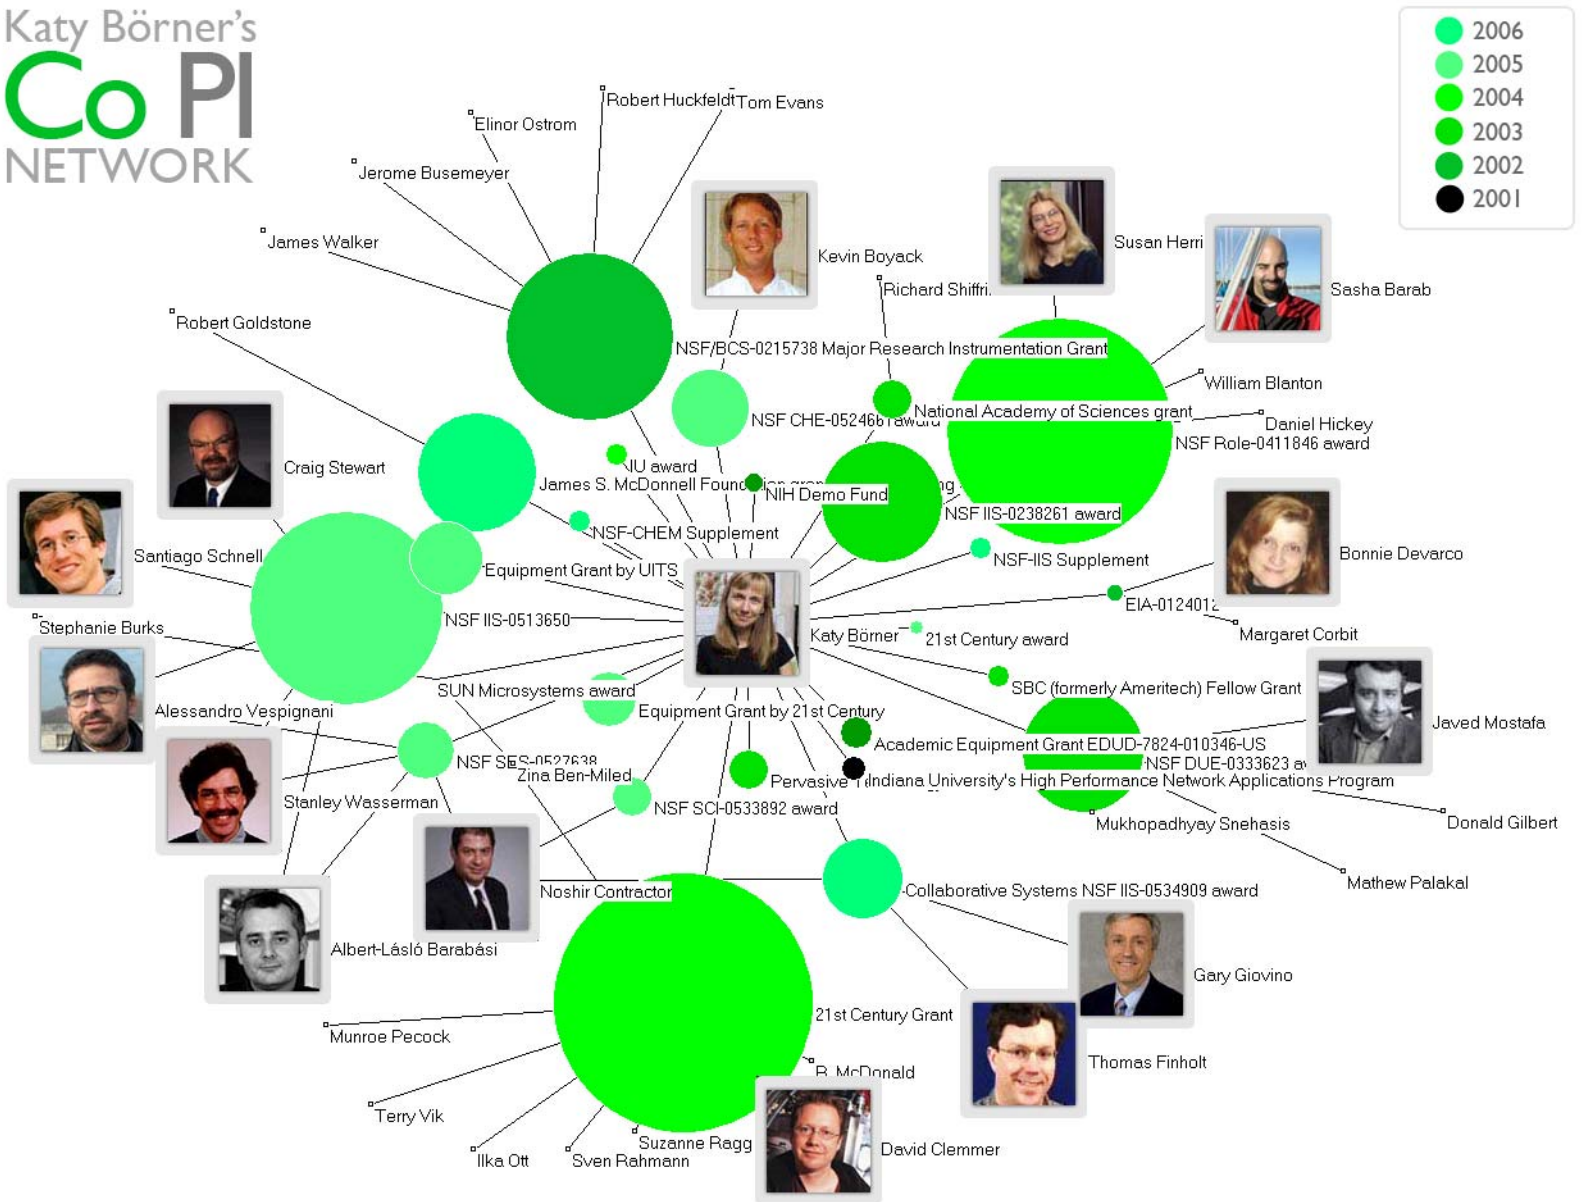 Katy Börner's
Co PI
NETWORK
2006
2005
2004
2003
2002
2001
Robert Huckfeldt
Tom Evans
Elinor Ostrom
Jerome Busemeyer
James Walker
Robert Goldstone
Kevin Boyack
Richard
Susan
Sasha Barab
NSF/BCS-0215738 Major Research Instrumentation Grant
William Blanton
National Academy of Sciences grant
NSF
Daniel Hickey
NSF Role-0411846 award
Craig Stewart
IU award
James S. McDonnell
NIH Demo Fund
NSF IIS-0238261 award
NSF-CHEM Supplement
NSF-IIS Supplement
Bonnie Devarco
Santiago Schnell
Equipment Grant by UITS
NSF IIS-0513650
EIA-0124012
Stephanie Burks
Katy Börner
21st Century award
Margaret Corbit
SUN Microsystems award
SBC (formerly Ameritech) Fellow Grant
Alessandro Vespignani
Equipment Grant by 21st Century
Javed Mostafa
Academic Equipment Grant EDUD-7824-010346-US
NSF SES-0527638
NSF DUE-0333623
Zina Ben-Miled
Pervasive
Indiana University's High Performance Network Applications Program
Stanley Wasserman
NSF SCI-0533892 award
Mukhopadhyay Snehasis
Donald Gilbert
Noshir Contractor
Collaborative Systems NSF IIS-0534909 award
Mathew Palakal
Albert-Lásló Barabási
Gary Giovino
21st Century Grant
Munroe Pecock
Thomas Finholt
R. McDonald
Terry Vik
Suzanne Ragg
David Clemmer
Ilka Ott
Sven Rahmann